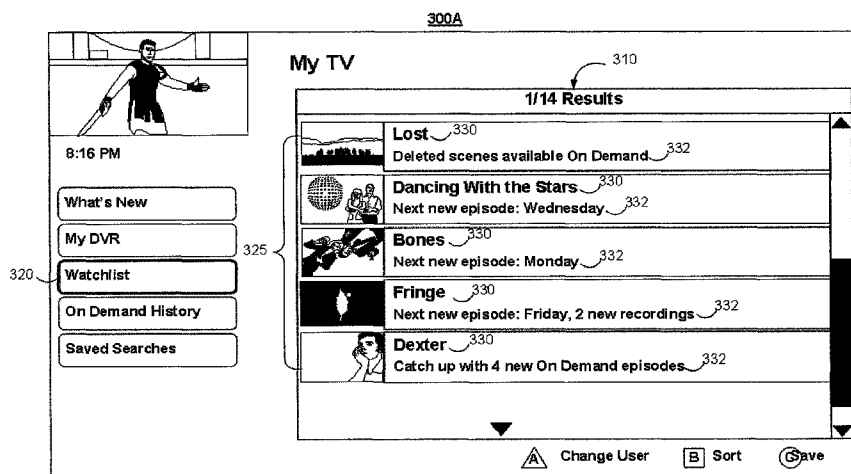 300A
My TV
310
1/14 Results
8:16 PM
What's New
My DVR
320
Watchlist
On Demand History
Saved Searches
325
Lost 330
Deleted scenes available On Demand 332
Dancing With the Stars 330
Next new episode: Wednesday 332
Bones 330
Next new episode: Monday 332
Fringe 330
Next new episode: Friday, 2 new recordings 332
Dexter 330
Catch up with 4 new On Demand episodes 332
A Change User B Sort C Save